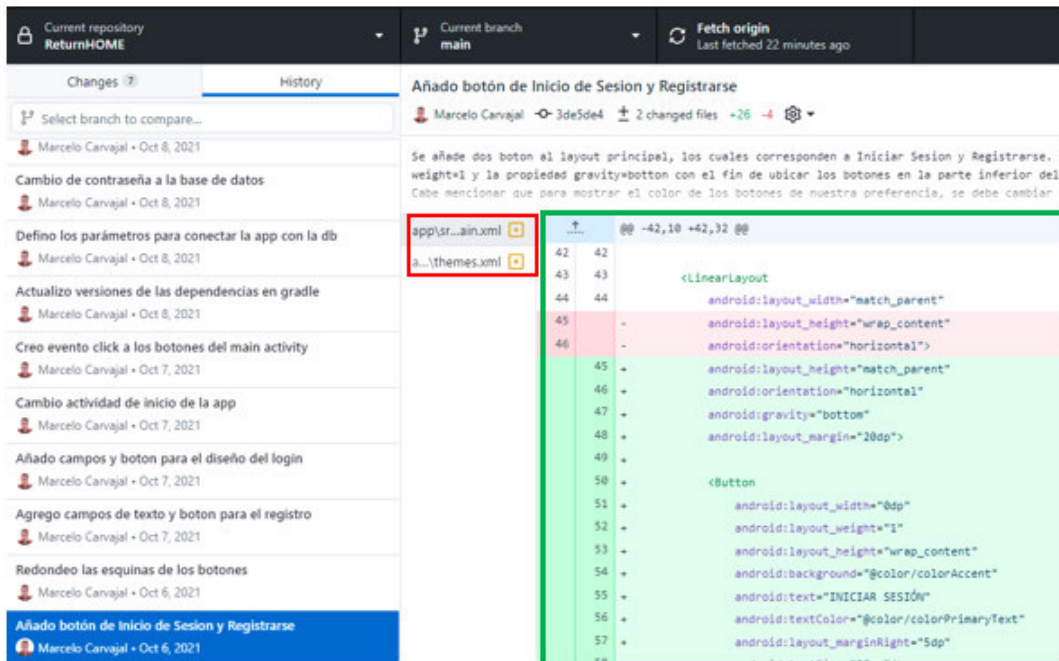 Current repository
ReturnHOME
Current branch
main
Fetch origin
Last fetched 22 minutes ago
Changes 7
History
Select branch to compare...
Marcelo Carvajal • Oct 8, 2021
Cambio de contraseña a la base de datos
Marcelo Carvajal • Oct 8, 2021
Defino los parámetros para conectar la app con la db
Marcelo Carvajal • Oct 8, 2021
Actualizo versiones de las dependencias en gradle
Marcelo Carvajal • Oct 8, 2021
Creo evento click a los botones del main activity
Marcelo Carvajal • Oct 7, 2021
Cambio actividad de inicio de la app
Marcelo Carvajal • Oct 7, 2021
Añado campos y boton para el diseño del login
Marcelo Carvajal • Oct 7, 2021
Agrego campos de texto y boton para el registro
Marcelo Carvajal • Oct 7, 2021
Redondeo las esquinas de los botones
Marcelo Carvajal • Oct 6, 2021
Añado botón de Inicio de Sesion y Registrarse
Marcelo Carvajal • Oct 6, 2021
Añado botón de Inicio de Sesion y Registrarse
Marcelo Carvajal 3de5de4 2 changed files +26 -4
Se añade dos boton al layout principal, los cuales corresponden a Iniciar Sesion y Registrarse.
weight=1 y la propiedad gravity=botton con el fin de ubicar los botones en la parte inferior del
Cabe mencionar que para mostrar el color de los botones de nuestra preferencia, se debe cambiar
app\sr...ain.xml
a...\themes.xml
@@ -42,10 +42,32 @@
42 42
43 43 <LinearLayout
44 44 android:layout_width="match_parent"
45 - android:layout_height="wrap_content"
46 - android:orientation="horizontal">
45 + android:layout_height="match_parent"
46 + android:orientation="horizontal"
47 + android:gravity="bottom"
48 + android:layout_margin="20dp">
49 +
50 + <Button
51 + android:layout_width="0dp"
52 + android:layout_weight="1"
53 + android:layout_height="wrap_content"
54 + android:background="@color/colorAccent"
55 + android:text="INICIAR SESIÓN"
56 + android:textColor="@color/colorPrimaryText"
57 + android:layout_marginRight="5dp"